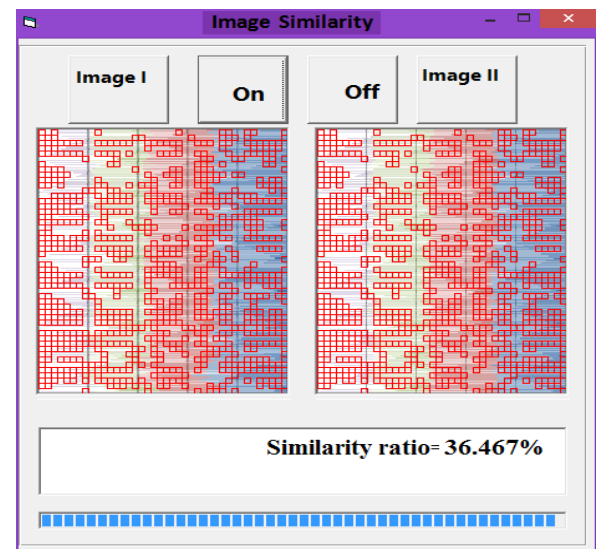 Image Similarity
Image I
On
Off
Image II
Similarity ratio= 36.467%